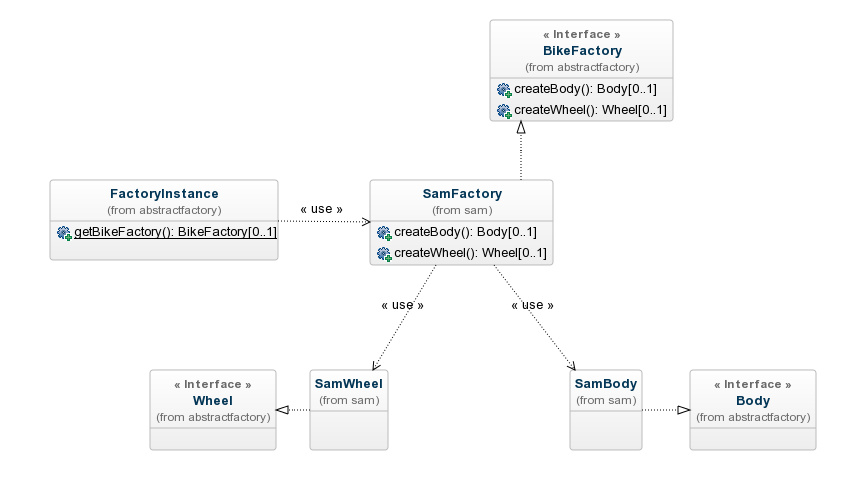 « Interface »
BikeFactory
(from abstractfactory)
createBody(): Body[0..1]
createWheel(): Wheel[0..1]
FactoryInstance
(from abstractfactory)
getBikeFactory(): BikeFactory[0..1]
« use »
SamFactory
(from sam)
createBody(): Body[0..1]
createWheel(): Wheel[0..1]
« use »
« use »
« Interface »
Wheel
(from abstractfactory)
SamWheel
(from sam)
SamBody
(from sam)
« Interface »
Body
(from abstractfactory)